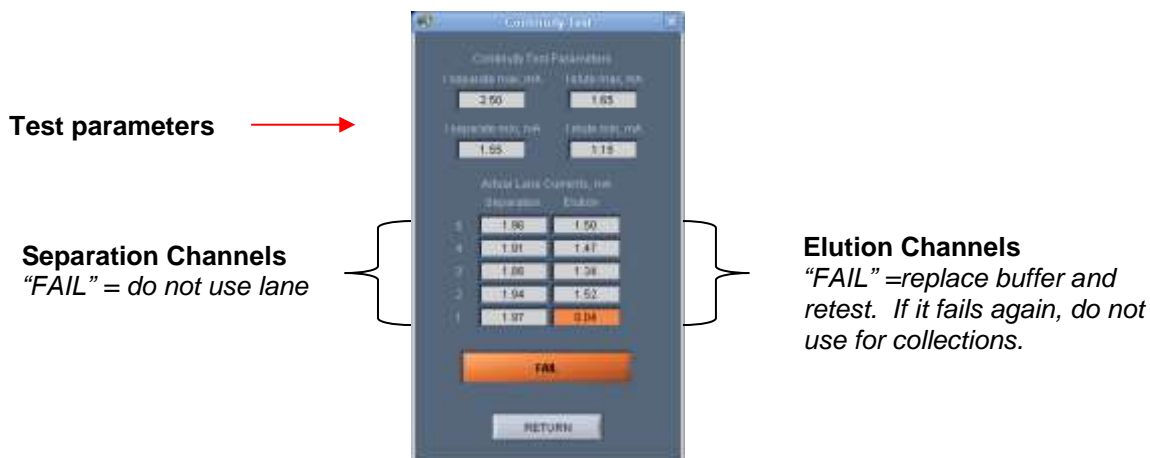 Continuity Test
Continuity Test Parameters
I separate max, mA I elute max, mA
2.50 1.65
Test parameters
I separate min, mA I elute min, mA
1.55 1.15
Actual Lane Currents, mA
Separation Elution
5 1.86 1.50
4 1.91 1.47
3 1.86 1.38
2 1.94 1.52
1 1.97 0.04
Separation Channels
“FAIL” = do not use lane
Elution Channels
“FAIL” =replace buffer and
retest. If it fails again, do not
use for collections.
FAIL
RETURN